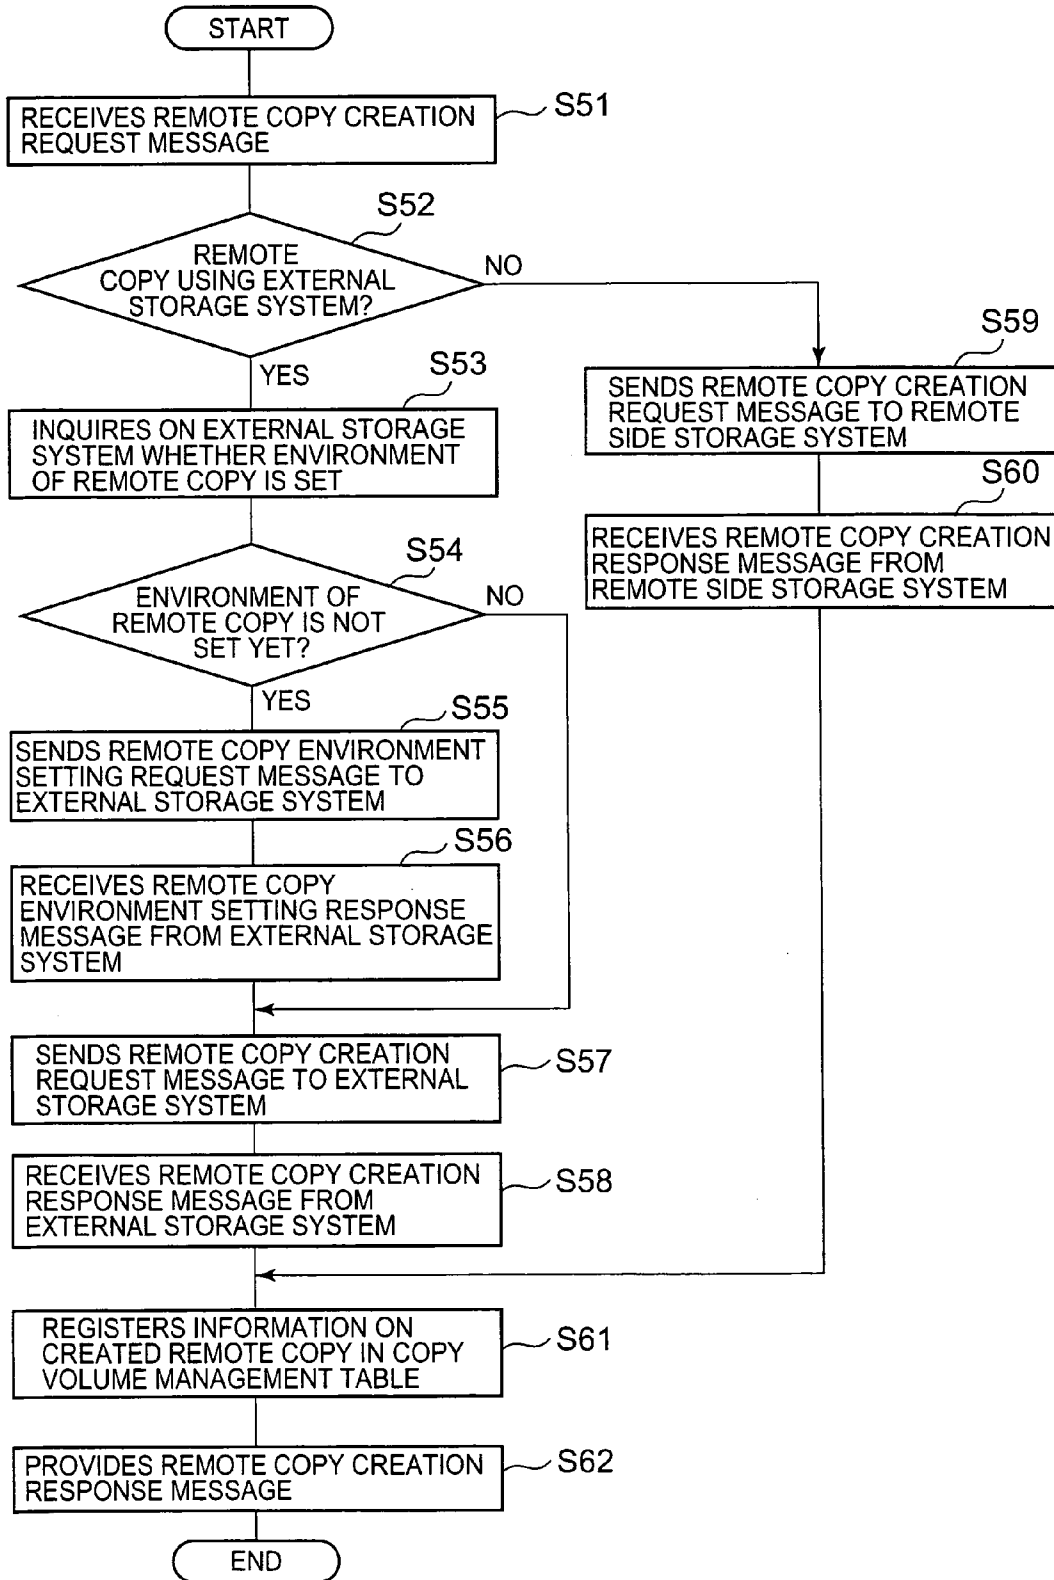 START
RECEIVES REMOTE COPY CREATION
REQUEST MESSAGE
S51
S52
REMOTE
COPY USING EXTERNAL
STORAGE SYSTEM?
NO
YES
S53
INQUIRES ON EXTERNAL STORAGE
SYSTEM WHETHER ENVIRONMENT
OF REMOTE COPY IS SET
S59
SENDS REMOTE COPY CREATION
REQUEST MESSAGE TO REMOTE
SIDE STORAGE SYSTEM
S60
RECEIVES REMOTE COPY CREATION
RESPONSE MESSAGE FROM
REMOTE SIDE STORAGE SYSTEM
S54
ENVIRONMENT OF
REMOTE COPY IS NOT
SET YET?
NO
YES
S55
SENDS REMOTE COPY ENVIRONMENT
SETTING REQUEST MESSAGE TO
EXTERNAL STORAGE SYSTEM
S56
RECEIVES REMOTE COPY
ENVIRONMENT SETTING RESPONSE
MESSAGE FROM EXTERNAL STORAGE
SYSTEM
SENDS REMOTE COPY CREATION
REQUEST MESSAGE TO EXTERNAL
STORAGE SYSTEM
S57
RECEIVES REMOTE COPY CREATION
RESPONSE MESSAGE FROM
EXTERNAL STORAGE SYSTEM
S58
REGISTERS INFORMATION ON
CREATED REMOTE COPY IN COPY
VOLUME MANAGEMENT TABLE
S61
PROVIDES REMOTE COPY CREATION
RESPONSE MESSAGE
S62
END